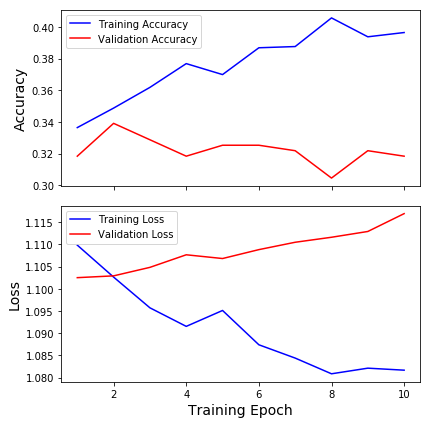 Training Accuracy
Validation Accuracy
Accuracy
0.40
0.38
0.36
0.34
0.32
0.30
Training Loss
Validation Loss
Loss
1.115
1.110
1.105
1.100
1.095
1.090
1.085
1.080
2 4 6 8 10
Training Epoch